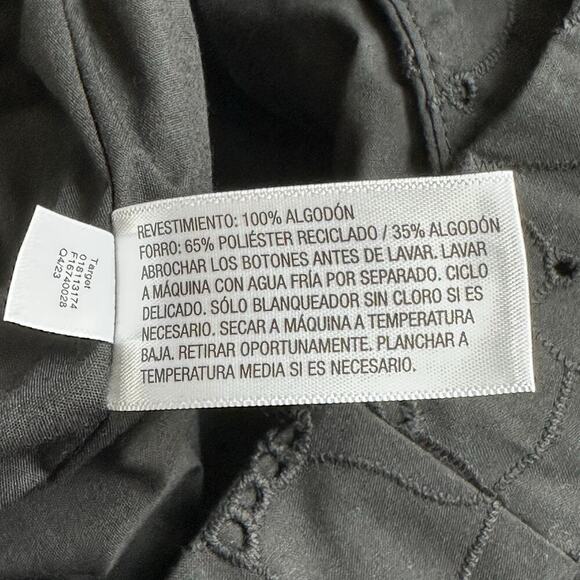 REVESTIMIENTO: 100% ALGODÓN
FORRO: 65% POLIÉSTER RECICLADO / 35% ALGODÓN
ABROCHAR LOS BOTONES ANTES DE LAVAR. LAVAR
A MÁQUINA CON AGUA FRÍA POR SEPARADO. CICLO
DELICADO. SÓLO BLANQUEADOR SIN CLORO SI ES
NECESARIO. SECAR A MÁQUINA A TEMPERATURA
BAJA. RETIRAR OPORTUNAMENTE. PLANCHAR A
TEMPERATURA MEDIA SI ES NECESARIO.
Target
018113174
F16740028
Q4/23